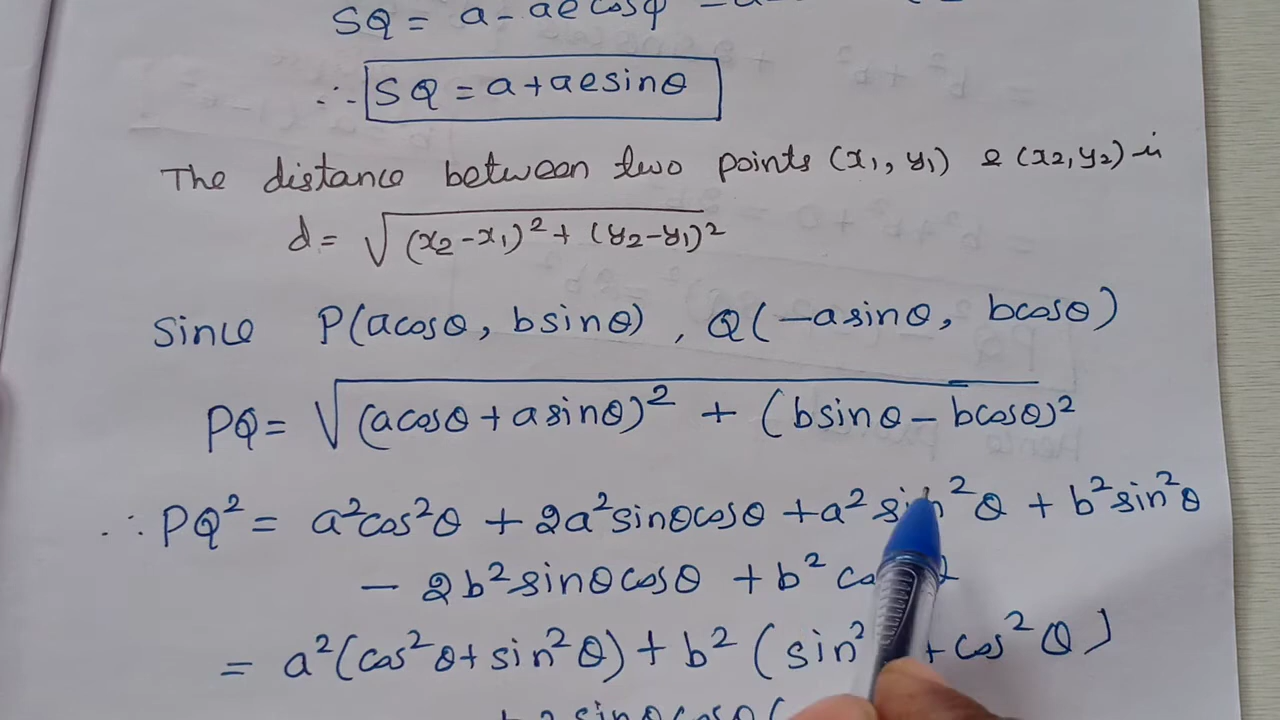 SQ = a - ae cosφ
∴ SQ = a + ae sinθ
The distance between two points (x₁, y₁) & (x₂, y₂) is
d = √(x₂-x₁)² + (y₂-y₁)²
Since P(acosθ, bsinθ), Q(-asinθ, bcosθ)
PQ = √(acosθ + asinθ)² + (bsinθ - bcosθ)²
∴ PQ² = a²cos²θ + 2a²sinθcosθ + a²sin²θ + b²sin²θ
- 2b²sinθcosθ + b²
= a²(cos²θ + sin²θ) + b²(sin² + cos²θ)